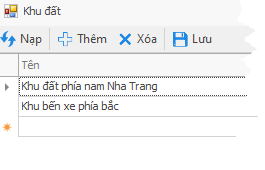 Khu đất
Nạp Thêm Xóa Lưu
Tên
Khu đất phía nam Nha Trang
Khu bến xe phía bắc